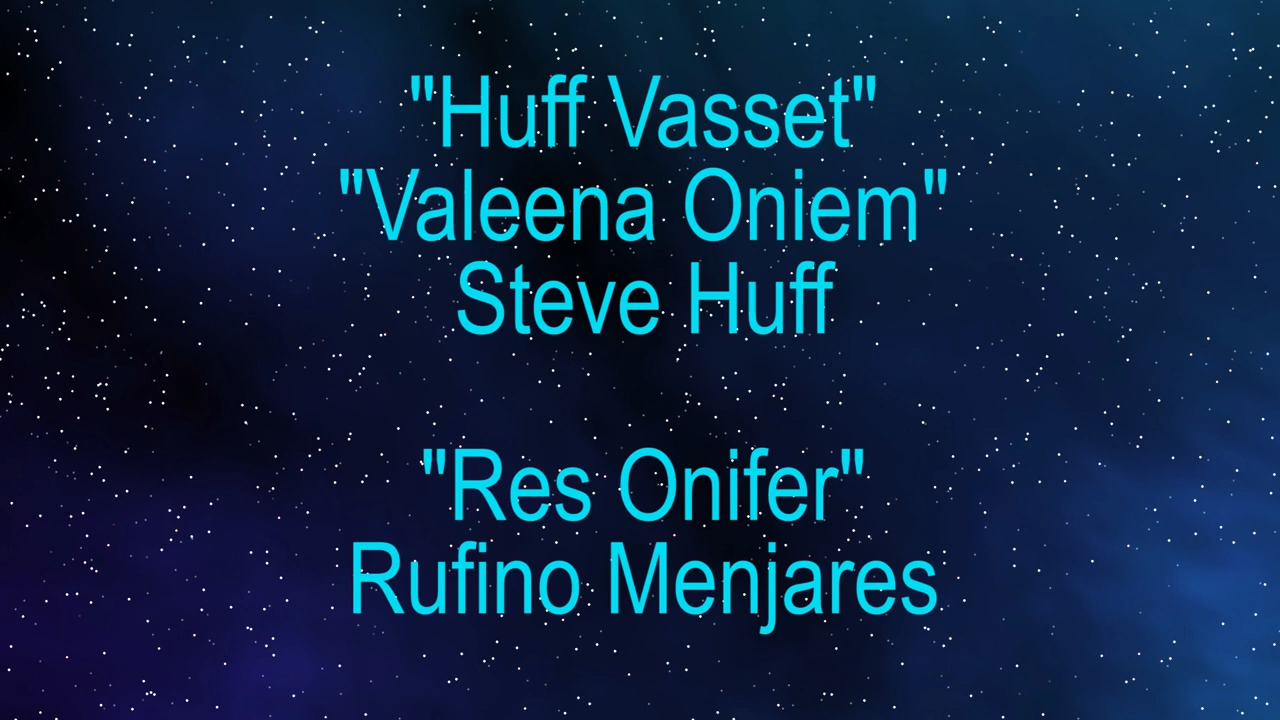 "Huff Vasset"
"Valeena Oniem"
Steve Huff
"Res Onifer"
Rufino Menjares